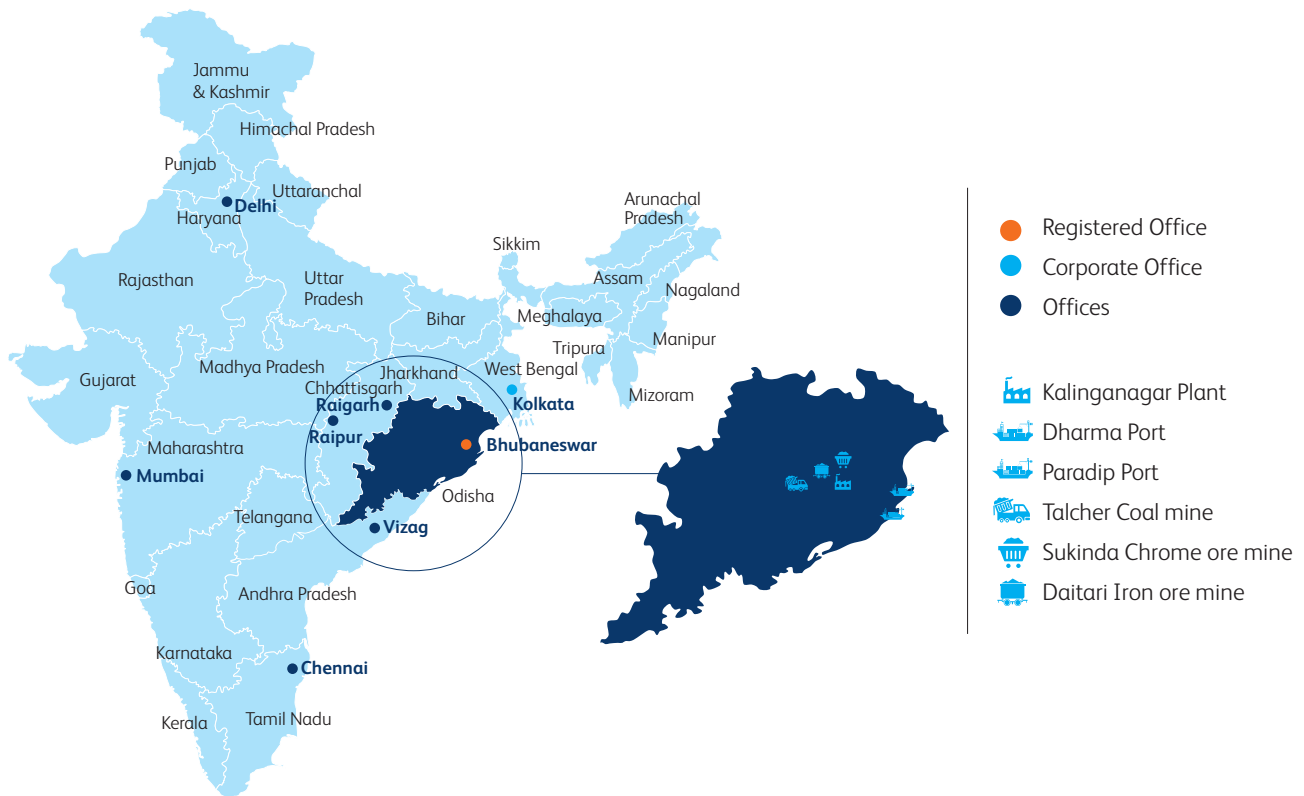 Jammu
& Kashmir
Himachal Pradesh
Punjab
Uttaranchal
Delhi
Haryana
Arunachal
Pradesh
Sikkim
Rajasthan
Uttar
Pradesh
Assam
Nagaland
Bihar
Meghalaya
Manipur
Tripura
Madhya Pradesh
Jharkhand
West Bengal
Gujarat
Chhattisgarh
Mizoram
Raigarh
Kolkata
Raipur
Bhubaneswar
Maharashtra
Mumbai
Odisha
Telangana
Vizag
Goa
Andhra Pradesh
Karnataka
Chennai
Kerala
Tamil Nadu
Registered Office
Corporate Office
Offices
Kalinganagar Plant
Dharma Port
Paradip Port
Talcher Coal mine
Sukinda Chrome ore mine
Daitari Iron ore mine